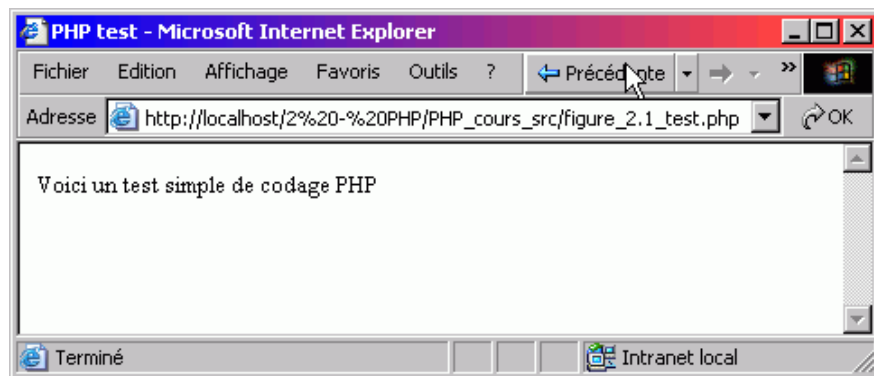 PHP test - Microsoft Internet Explorer
Fichier Edition Affichage Favoris Outils ? Précédente »
Adresse http://localhost/2%20-%20PHP/PHP_cours_src/figure_2.1_test.php OK
Voici un test simple de codage PHP
Terminé Intranet local